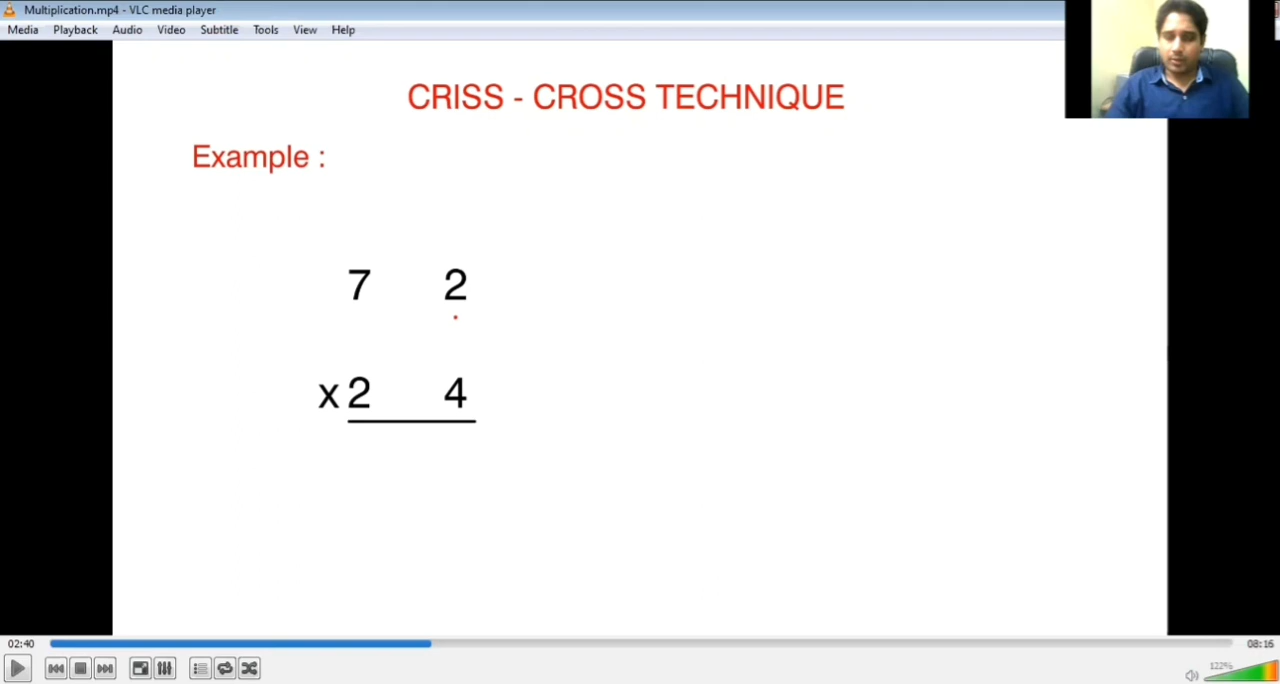 Multiplication.mp4 - VLC media player
Media Playback Audio Video Subtitle Tools View Help
CRISS - CROSS TECHNIQUE
Example :
7 2
x 2 4
02:40
08:16
122%